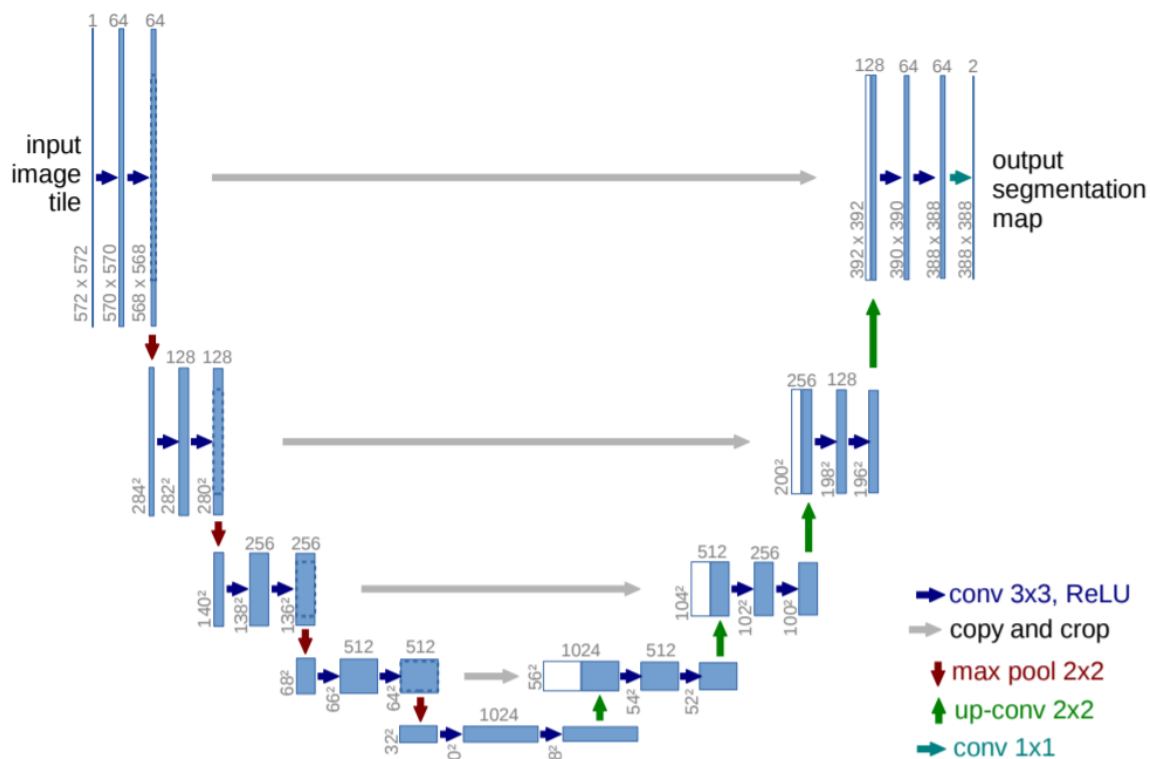 1 64 64
128 64 64 2
input
image
tile
output
segmentation
map
572 x 572
570 x 570
568 x 568
392 x 392
390 x 390
388 x 388
388 x 388
128 128
256 128
284²
282²
280²
200²
198²
196²
256 256
512 256
140²
138²
136²
104²
102²
100²
conv 3x3, ReLU
copy and crop
max pool 2x2
up-conv 2x2
conv 1x1
512 512
1024 512
68²
66²
64²
56²
54²
52²
1024
32²